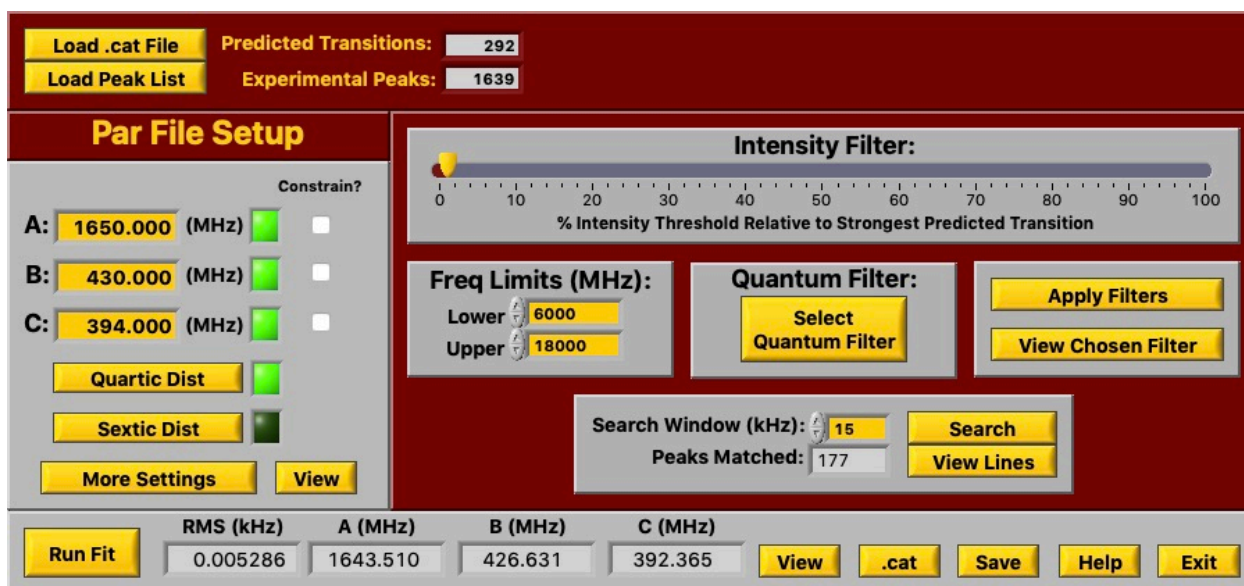 Load .cat File
Predicted Transitions: 292
Load Peak List
Experimental Peaks: 1639
Par File Setup
Constrain?
A: 1650.000 (MHz)
B: 430.000 (MHz)
C: 394.000 (MHz)
Quartic Dist
Sextic Dist
More Settings
View
Intensity Filter:
0 10 20 30 40 50 60 70 80 90 100
% Intensity Threshold Relative to Strongest Predicted Transition
Freq Limits (MHz):
Lower 6000
Upper 18000
Quantum Filter:
Select
Quantum Filter
Apply Filters
View Chosen Filter
Search Window (kHz): 15
Search
Peaks Matched: 177
View Lines
Run Fit
RMS (kHz) A (MHz) B (MHz) C (MHz)
0.005286 1643.510 426.631 392.365
View .cat Save Help Exit